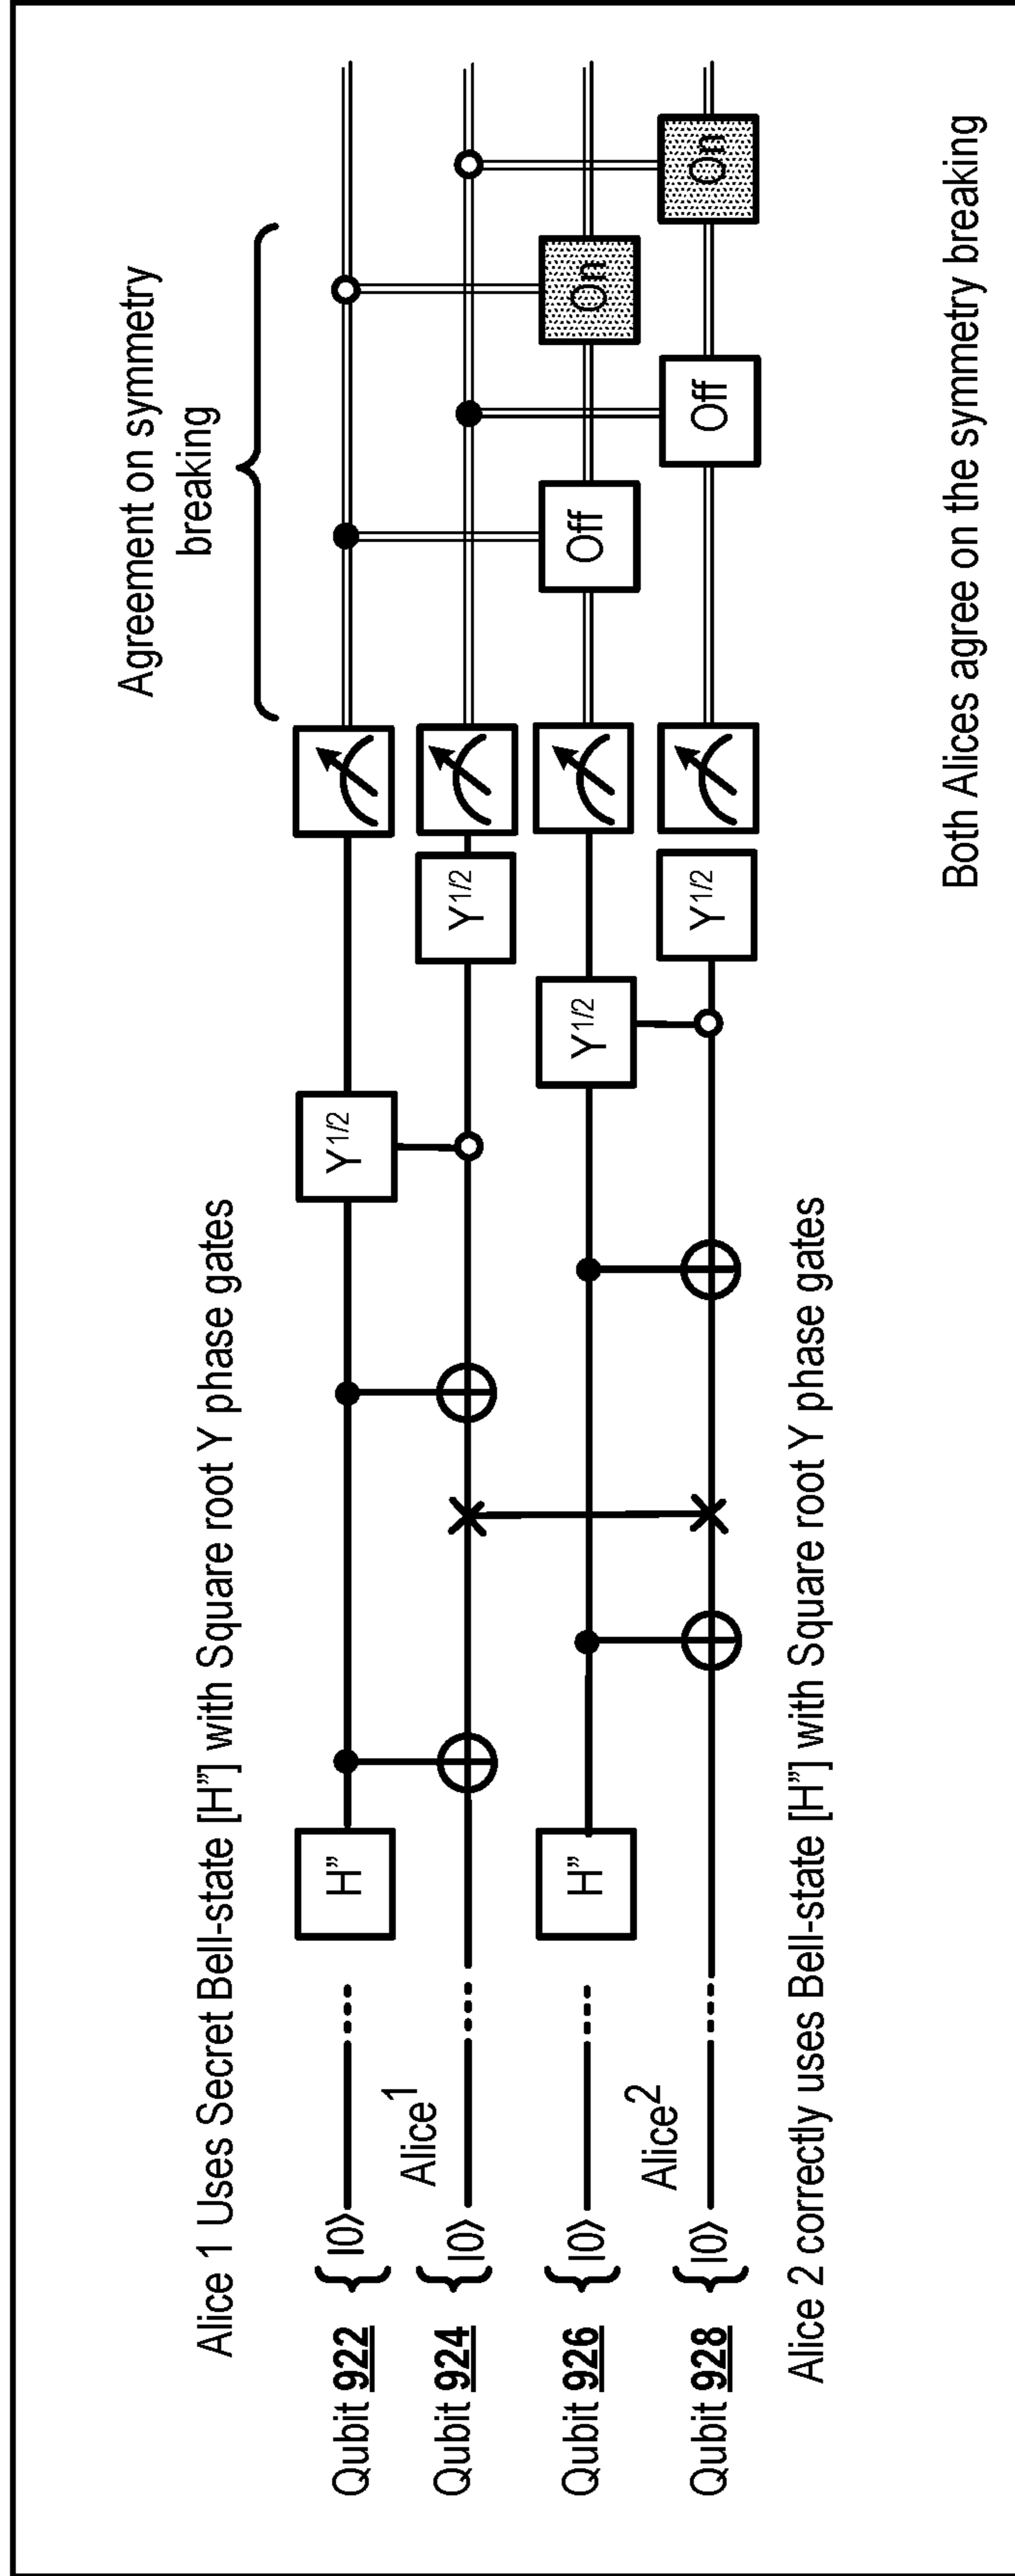 Agreement on symmetry
breaking
Alice 1 Uses Secret Bell-state [H”] with Square root Y phase gates
Qubit 922 |0⟩ H” Y1/2
Alice1
Qubit 924 |0⟩ Y1/2
Qubit 926 |0⟩ H” Y1/2 Off On
Alice2
Qubit 928 |0⟩ Y1/2 Off On
Alice 2 correctly uses Bell-state [H”] with Square root Y phase gates
Both Alices agree on the symmetry breaking